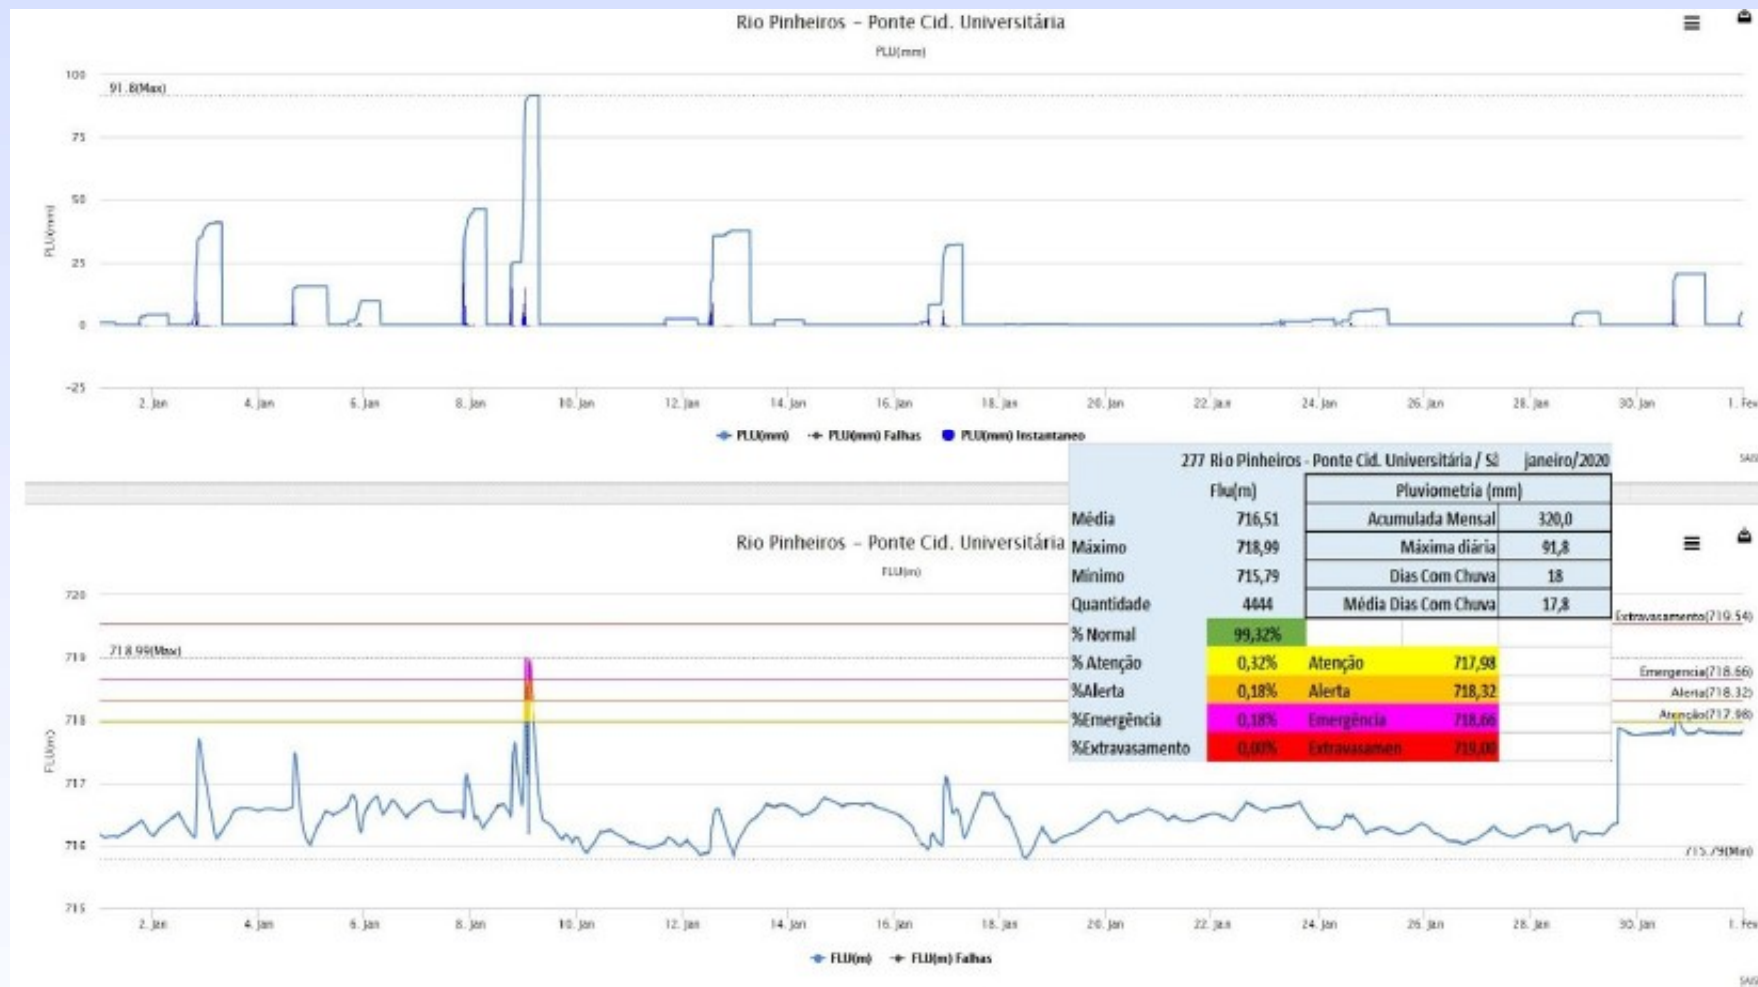 Rio Pinheiros - Ponte Cid. Universitária
PLU(mm)
100
91.8(Max)
75
50
25
0
-25
PLU(mm)
2. Jan 4. Jan 6. Jan 8. Jan 10. Jan 12. Jan 14. Jan 16. Jan 18. Jan 20. Jan 22. Jan 24. Jan 26. Jan 28. Jan 30. Jan 1. Fev
PLU(mm) PLU(mm) Falhas PLU(mm) Instantaneo
277 Rio Pinheiros - Ponte Cid. Universitária / Sã janeiro/2020
Flu(m) Pluviometria (mm)
Média 716,51 Acumulada Mensal 320,0
Máximo 718,99 Máxima diária 91,8
Mínimo 715,79 Dias Com Chuva 18
Quantidade 4444 Média Dias Com Chuva 17,8
% Normal 99,32%
% Atenção 0,32% Atenção 717,98
%Alerta 0,18% Alerta 718,32
%Emergência 0,18% Emergência 718,66
%Extravasamento 0,00% Extravasamen 719,00
Rio Pinheiros - Ponte Cid. Universitária
FLU(m)
720
Extravasamento(719.54)
719
718.99(Max)
Emergencia(718.66)
Alerta(718.32)
718
Atenção(717.98)
717
716
715.79(Min)
715
FLU(m)
2. Jan 4. Jan 6. Jan 8. Jan 10. Jan 12. Jan 14. Jan 16. Jan 18. Jan 20. Jan 22. Jan 24. Jan 26. Jan 28. Jan 30. Jan 1. Fev
FLU(m) FLU(m) Falhas